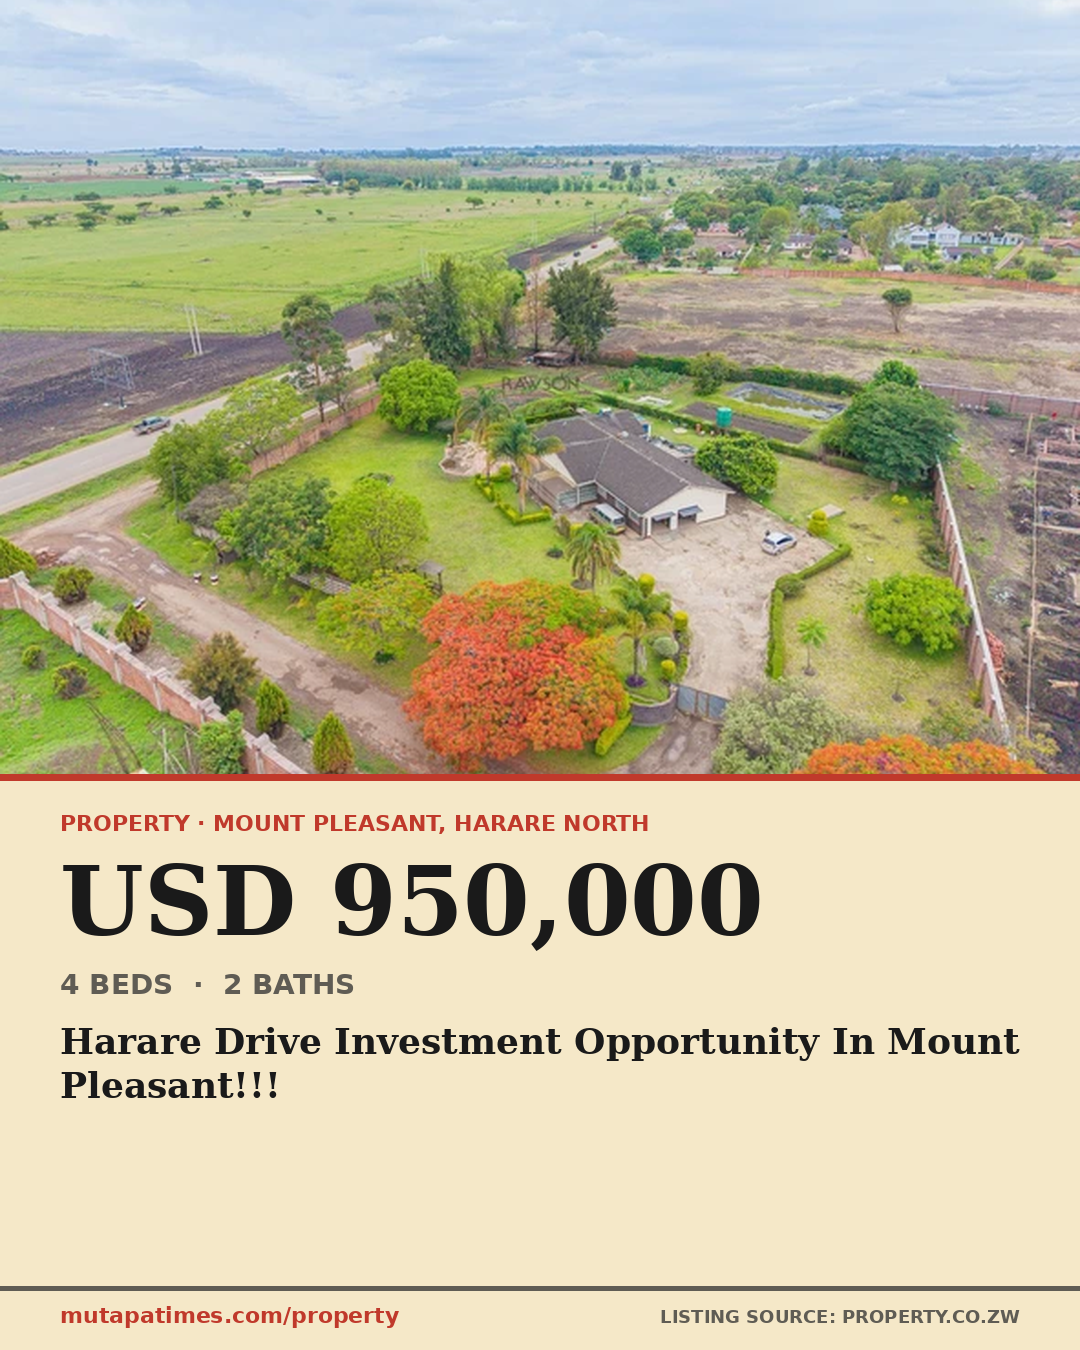 RAWSON
PROPERTY · MOUNT PLEASANT, HARARE NORTH
USD 950,000
4 BEDS · 2 BATHS
Harare Drive Investment Opportunity In Mount
Pleasant!!!
mutapatimes.com/property
LISTING SOURCE: PROPERTY.CO.ZW